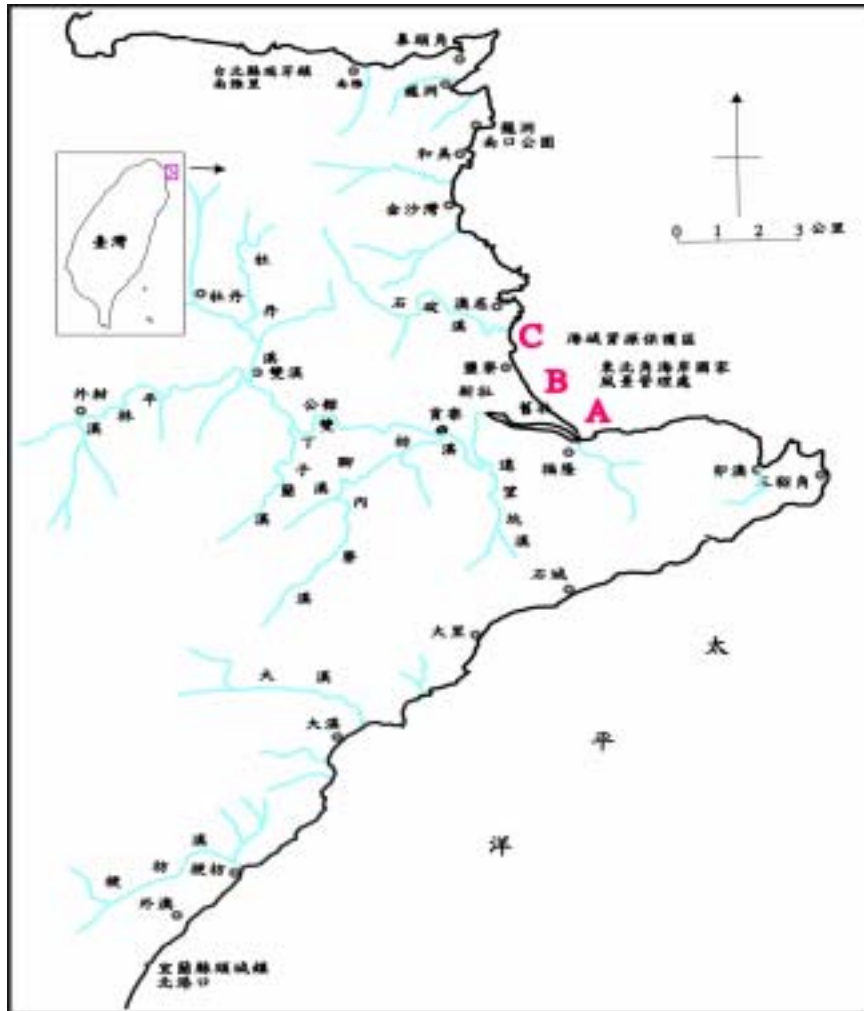 鼻頭角
台北縣瑞芳鎮
南雅里
南雅
龍洞
龍洞
南口公園
和美
金沙灣
0 1 2 3 公里
臺灣
牡丹
牡丹溪
石碇溪
澳底
C
海域資源保護區
鹽寮
東北角海岸國家
風景管理處
B
舊社
A
新社
雙溪
外柑
平林溪
公館
貢寮
丁子蘭溪
遠望坑溪
福隆
卯澳
三貂角
內寮溪
石城
大里
太平洋
大溪
大溪
梗枋溪
梗枋
外澳
宜蘭縣頭城鎮
北港口